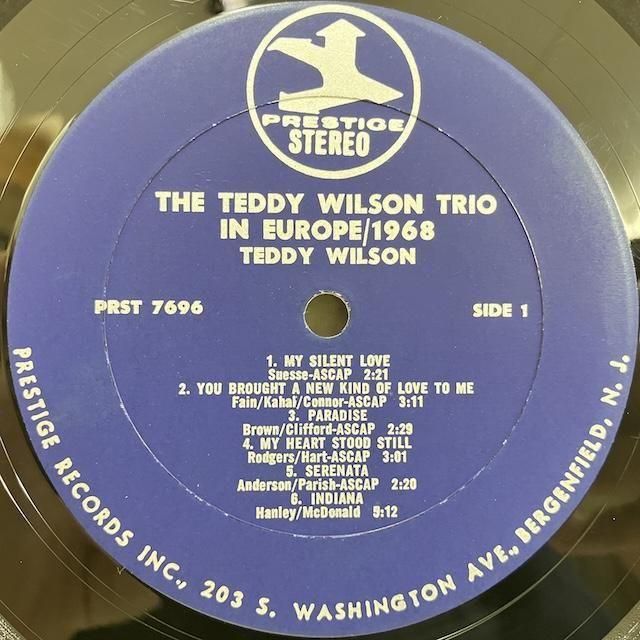 PRESTIGE
STEREO
THE TEDDY WILSON TRIO
IN EUROPE/1968
TEDDY WILSON
PRST 7696
SIDE 1
1. MY SILENT LOVE
Suesse-ASCAP 2:21
2. YOU BROUGHT A NEW KIND OF LOVE TO ME
Fain/Kahaf/Connor-ASCAP 3:11
3. PARADISE
Brown/Clifford-ASCAP 2:29
4. MY HEART STOOD STILL
Rodgers/Hart-ASCAP 3:01
5. SERENATA
Anderson/Parish-ASCAP 2:20
6. INDIANA
Hanley/McDonald 5:12
PRESTIGE RECORDS INC., 203 S. WASHINGTON AVE., BERGENFIELD, N. J.